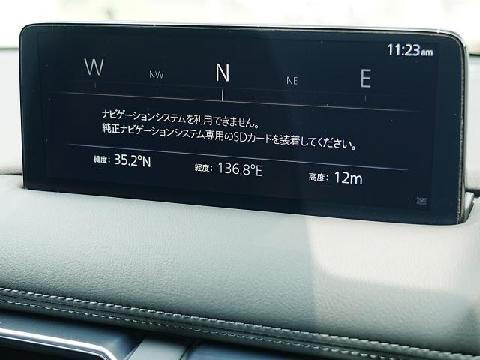 11:23am
W NW N NE E
ナビゲーションシステムを利用できません。
純正ナビゲーションシステム専用のSDカードを装着してください。
緯度: 35.2°N 経度: 136.8°E 高度: 12m